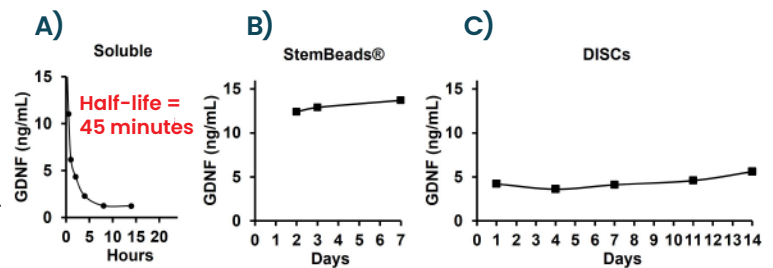 A)
Soluble
GDNF (ng/mL)
15
10
5
0
Half-life =
45 minutes
0 5 10 15 20
Hours
B)
StemBeads®
GDNF (ng/mL)
15
10
5
0
0 1 2 3 4 5 6 7
Days
C)
DISCs
GDNF (ng/mL)
15
10
5
0
0 1 2 3 4 5 6 7 8 9 10 11 12 13 14
Days